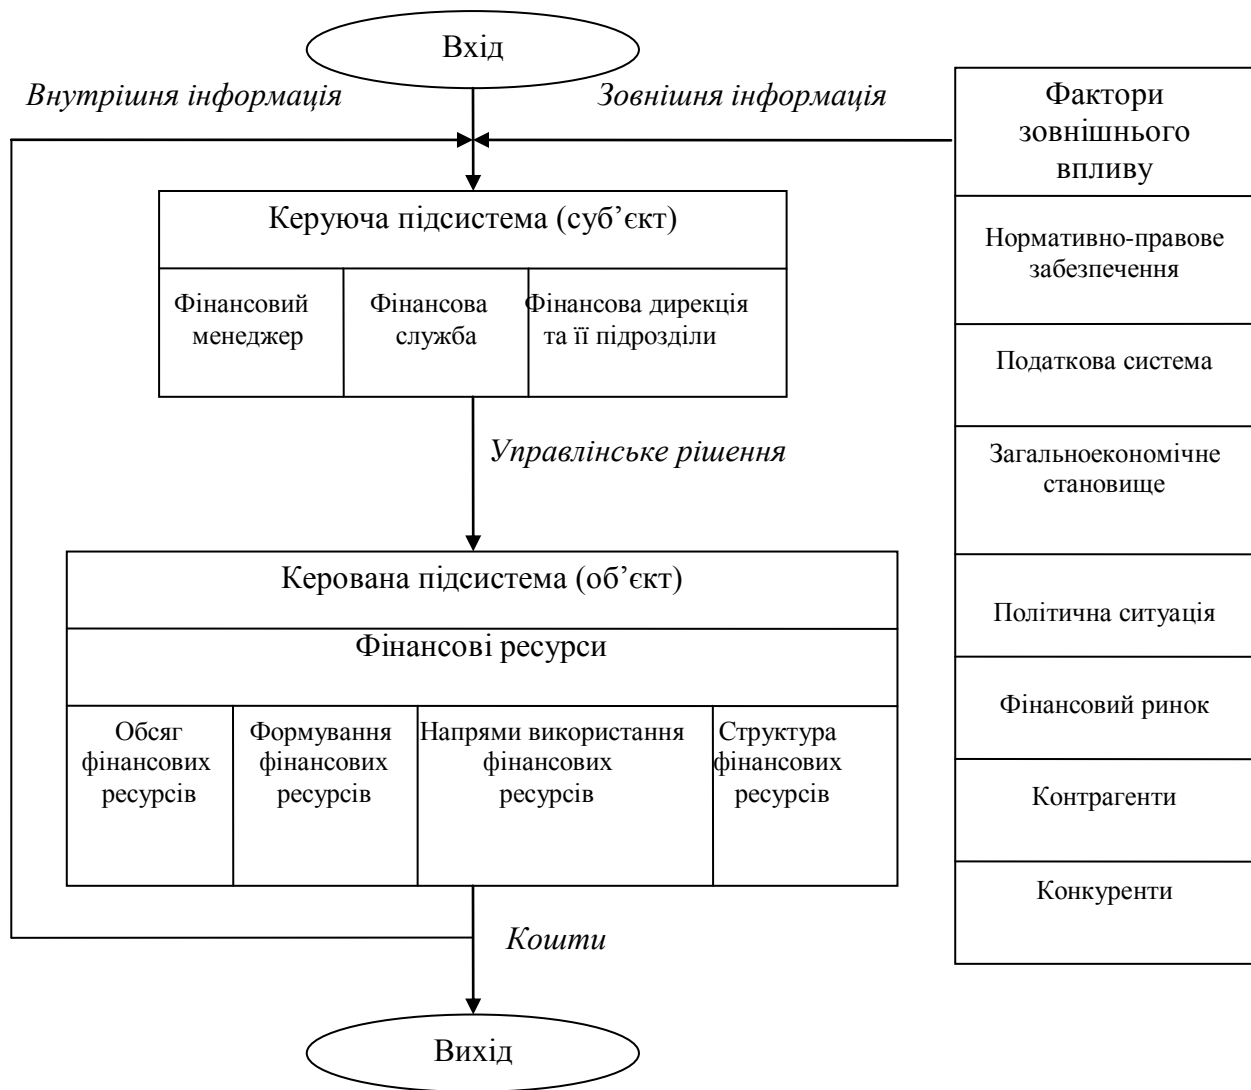 Вхід
Внутрішня інформація
Зовнішня інформація
Керуюча підсистема (суб’єкт)
Фінансовий
менеджер
Фінансова
служба
Фінансова дирекція
та її підрозділи
Управлінське рішення
Керована підсистема (об’єкт)
Фінансові ресурси
Обсяг
фінансових
ресурсів
Формування
фінансових
ресурсів
Напрями використання
фінансових
ресурсів
Структура
фінансових
ресурсів
Кошти
Вихід
Фактори
зовнішнього
впливу
Нормативно-правове
забезпечення
Податкова система
Загальноекономічне
становище
Політична ситуація
Фінансовий ринок
Контрагенти
Конкуренти